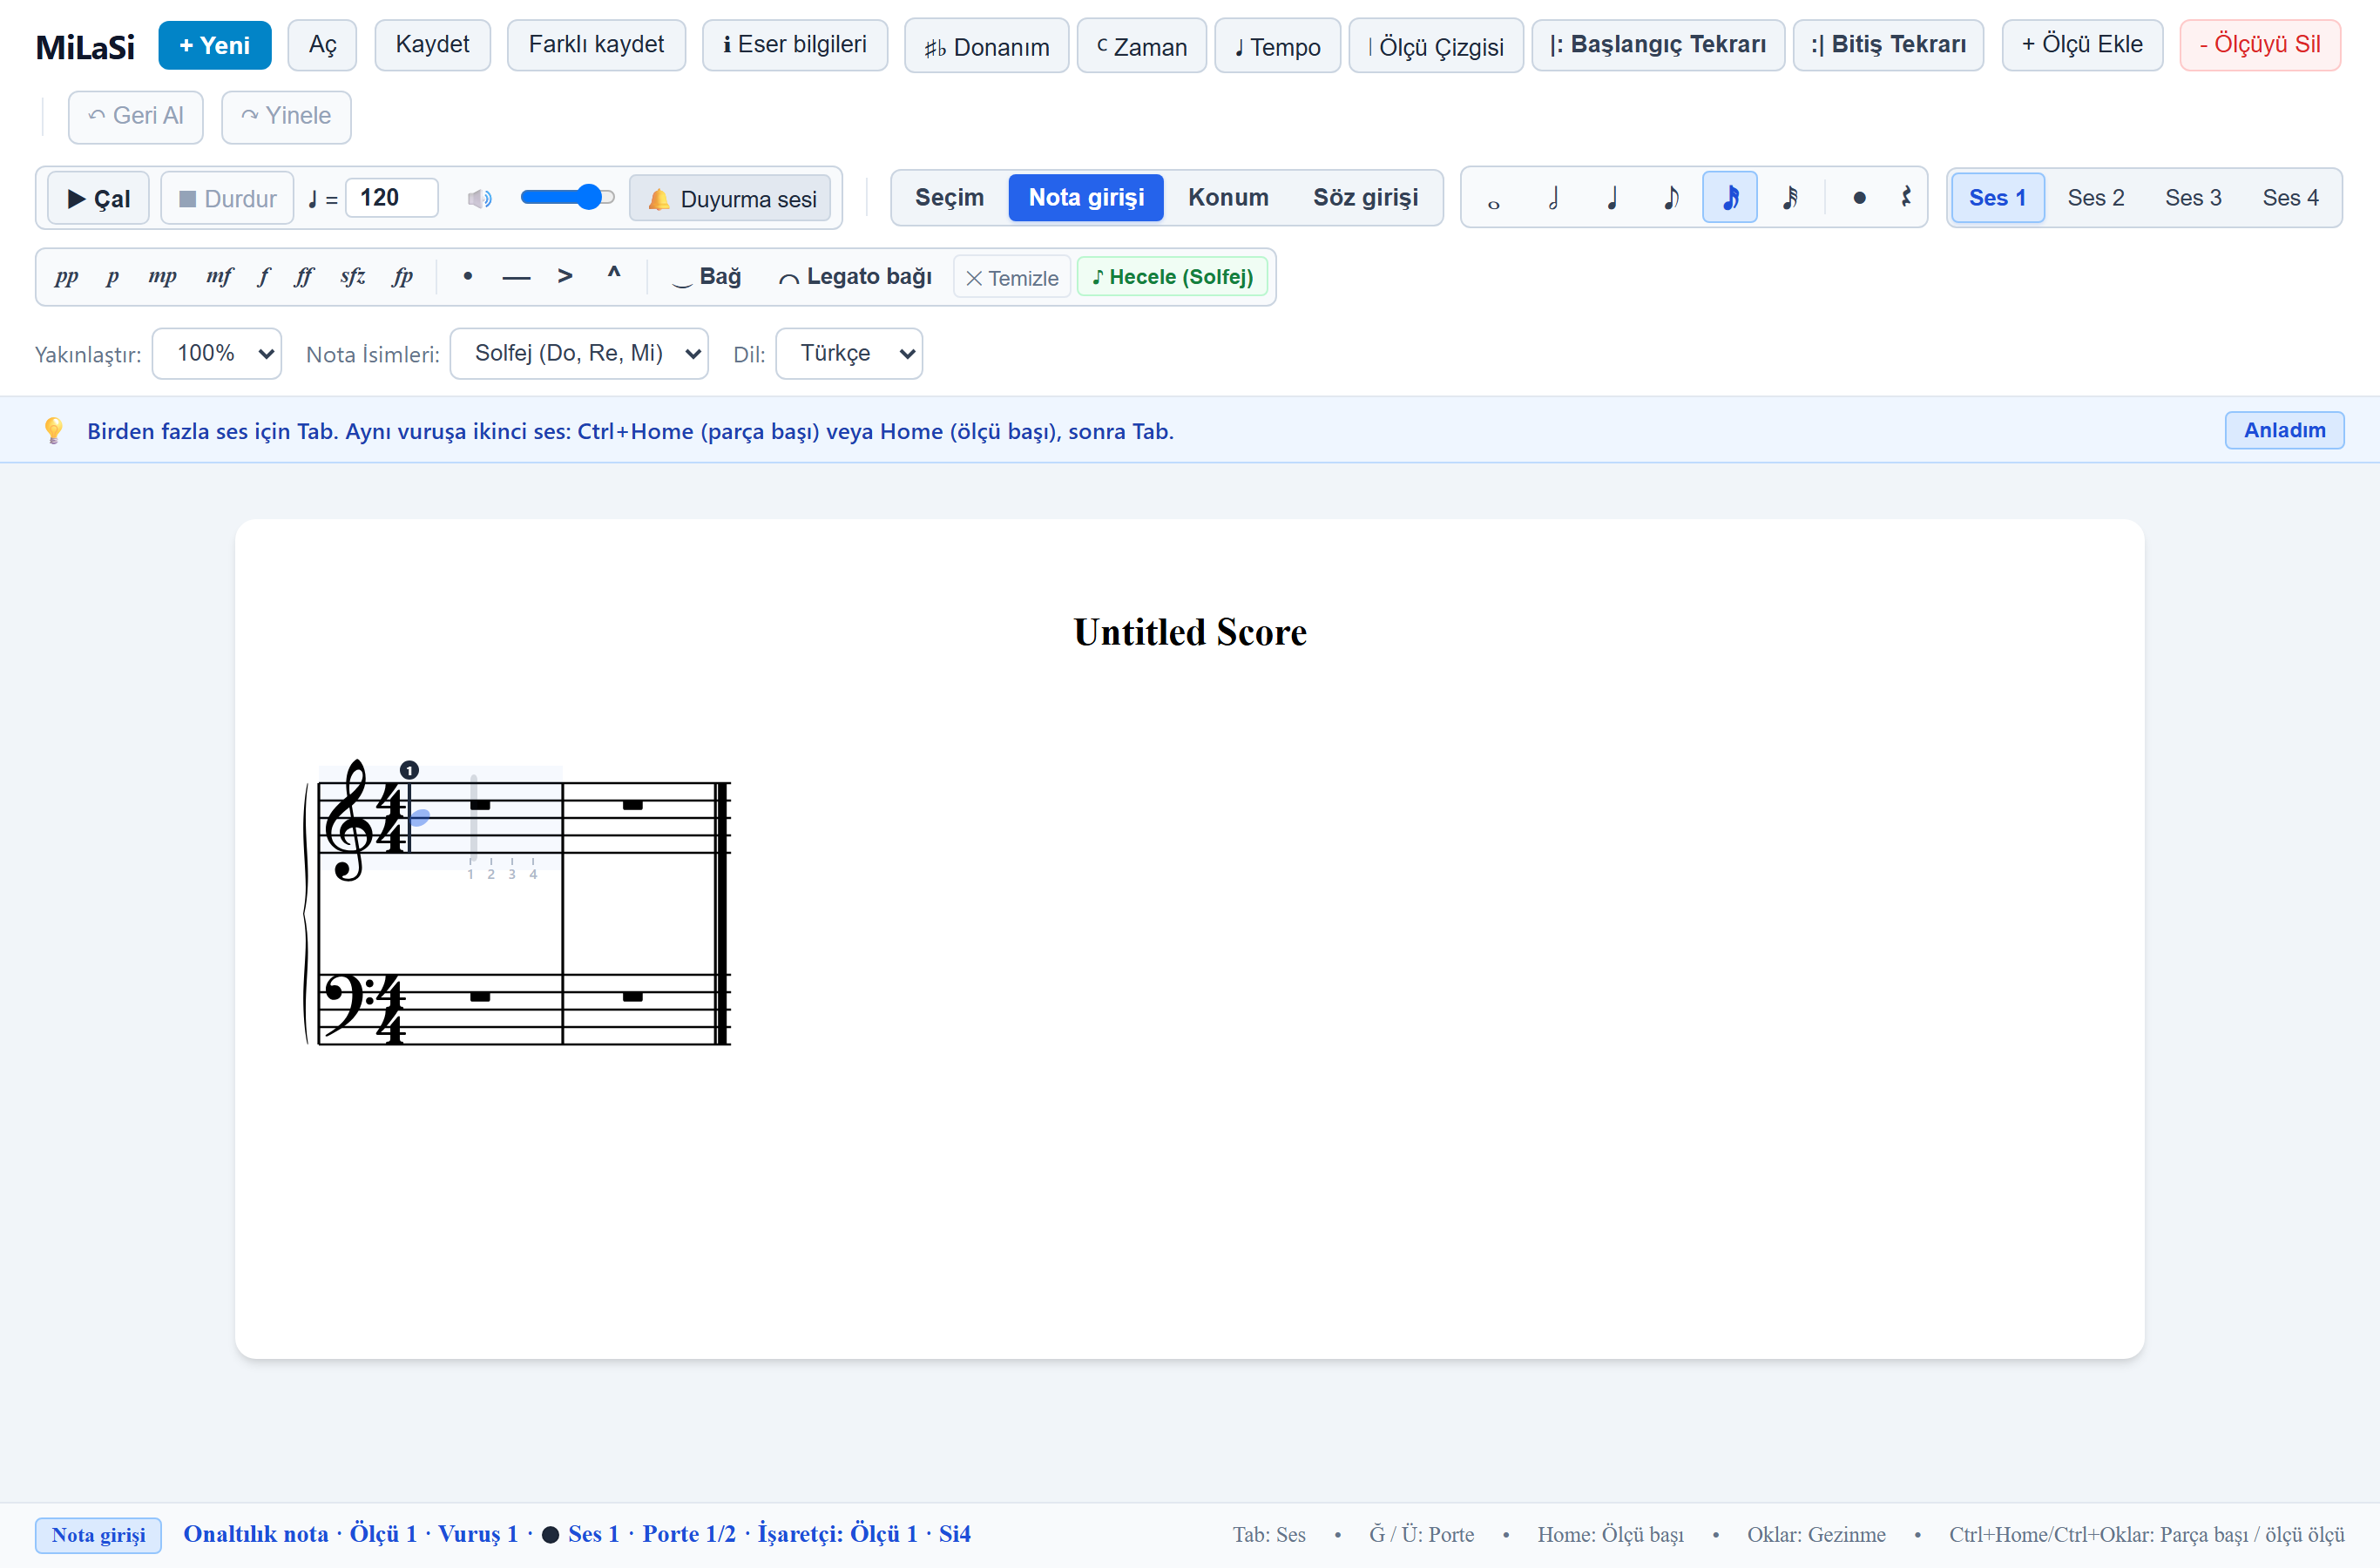 MiLaSi + Yeni Aç Kaydet Farklı kaydet ℹ Eser bilgileri ♯♭ Donanım C Zaman ♩ Tempo | Ölçü Çizgisi |: Başlangıç Tekrarı :| Bitiş Tekrarı + Ölçü Ekle - Ölçüyü Sil
↶ Geri Al ↷ Yinele
▶ Çal ■ Durdur ♩ = 120 🔊 🔔 Duyurma sesi Seçim Nota girişi Konum Söz girişi Ses 1 Ses 2 Ses 3 Ses 4
pp p mp mf f ff sfz fp • — > ^ ‿ Bağ ⌒ Legato bağı ✕ Temizle ♪ Hecele (Solfej)
Yakınlaştır: 100% Nota İsimleri: Solfej (Do, Re, Mi) Dil: Türkçe
💡 Birden fazla ses için Tab. Aynı vuruşa ikinci ses: Ctrl+Home (parça başı) veya Home (ölçü başı), sonra Tab. Anladım
Untitled Score
1
4
4
1 2 3 4
4
4
Nota girişi Onaltılık nota · Ölçü 1 · Vuruş 1 · ● Ses 1 · Porte 1/2 · İşaretçi: Ölçü 1 · Si4 Tab: Ses • Ğ / Ü: Porte • Home: Ölçü başı • Oklar: Gezinme • Ctrl+Home/Ctrl+Oklar: Parça başı / ölçü ölçü